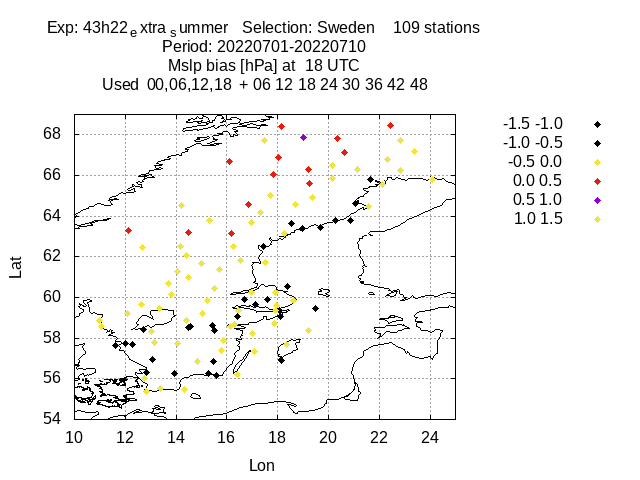 Exp: 43h22extrasummer   Selection: Sweden    109 stations
Period: 20220701-20220710
Mslp bias [hPa] at  18 UTC
Used  00,06,12,18  + 06 12 18 24 30 36 42 48
-1.5 -1.0
-1.0 -0.5
-0.5 0.0
0.0 0.5
0.5 1.0
1.0 1.5
68
66
64
62
60
58
56
54
Lat
10 12 14 16 18 20 22 24
Lon